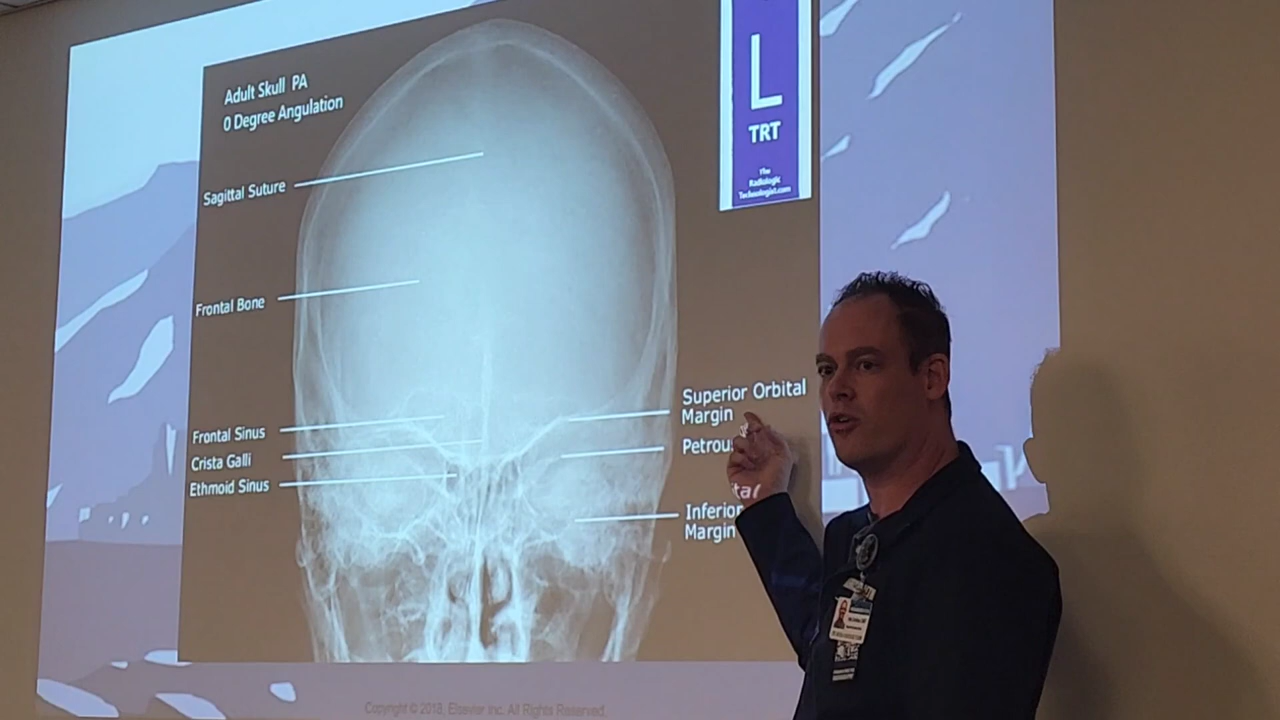 Adult Skull PA
0 Degree Angulation
Sagittal Suture
Frontal Bone
Frontal Sinus
Crista Galli
Ethmoid Sinus
L
TRT
The
Radiologic
Technologist.com
Superior Orbital
Margin
Petrous
Inferior
Margin
Copyright © 2018, Elsevier Inc. All Rights Reserved.